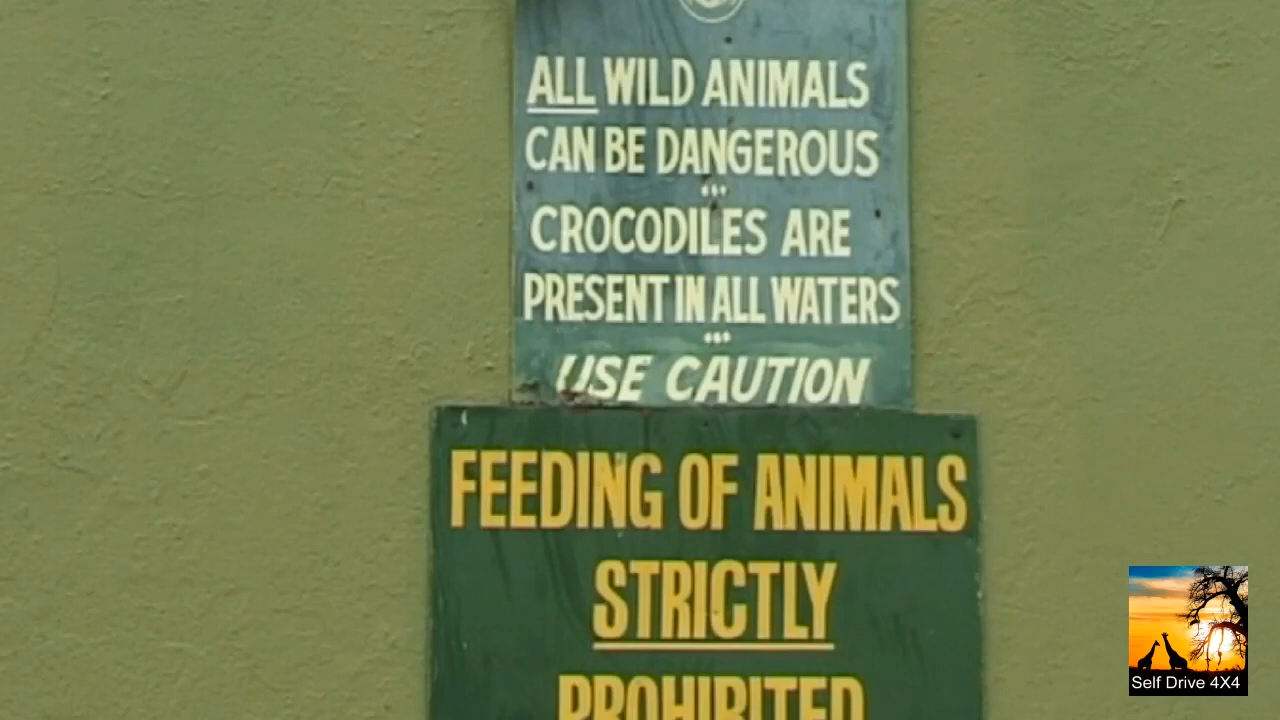 ALL WILD ANIMALS
CAN BE DANGEROUS
CROCODILES ARE
PRESENT IN ALL WATERS
USE CAUTION
FEEDING OF ANIMALS
STRICTLY
PROHIBITED
Self Drive 4X4